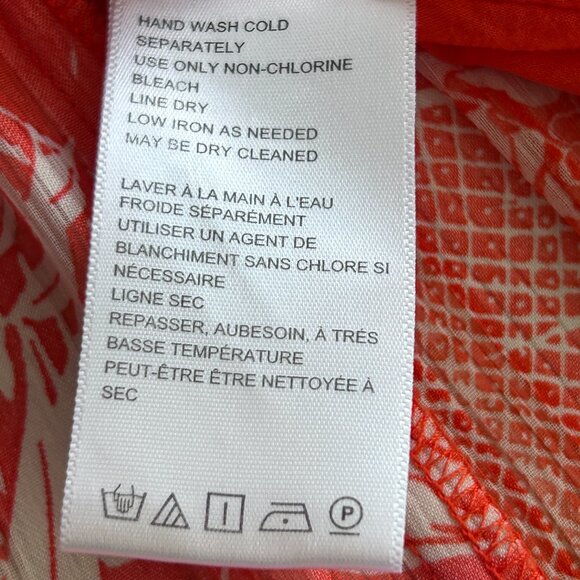 HAND WASH COLD
SEPARATELY
USE ONLY NON-CHLORINE
BLEACH
LINE DRY
LOW IRON AS NEEDED
MAY BE DRY CLEANED
LAVER À LA MAIN À L'EAU
FROIDE SÉPARÉMENT
UTILISER UN AGENT DE
BLANCHIMENT SANS CHLORE SI
NÉCESSAIRE
LIGNE SEC
REPASSER, AUBESOIN, À TRÉS
BASSE TEMPÉRATURE
PEUT-ÊTRE ÊTRE NETTOYÉE À
SEC
P